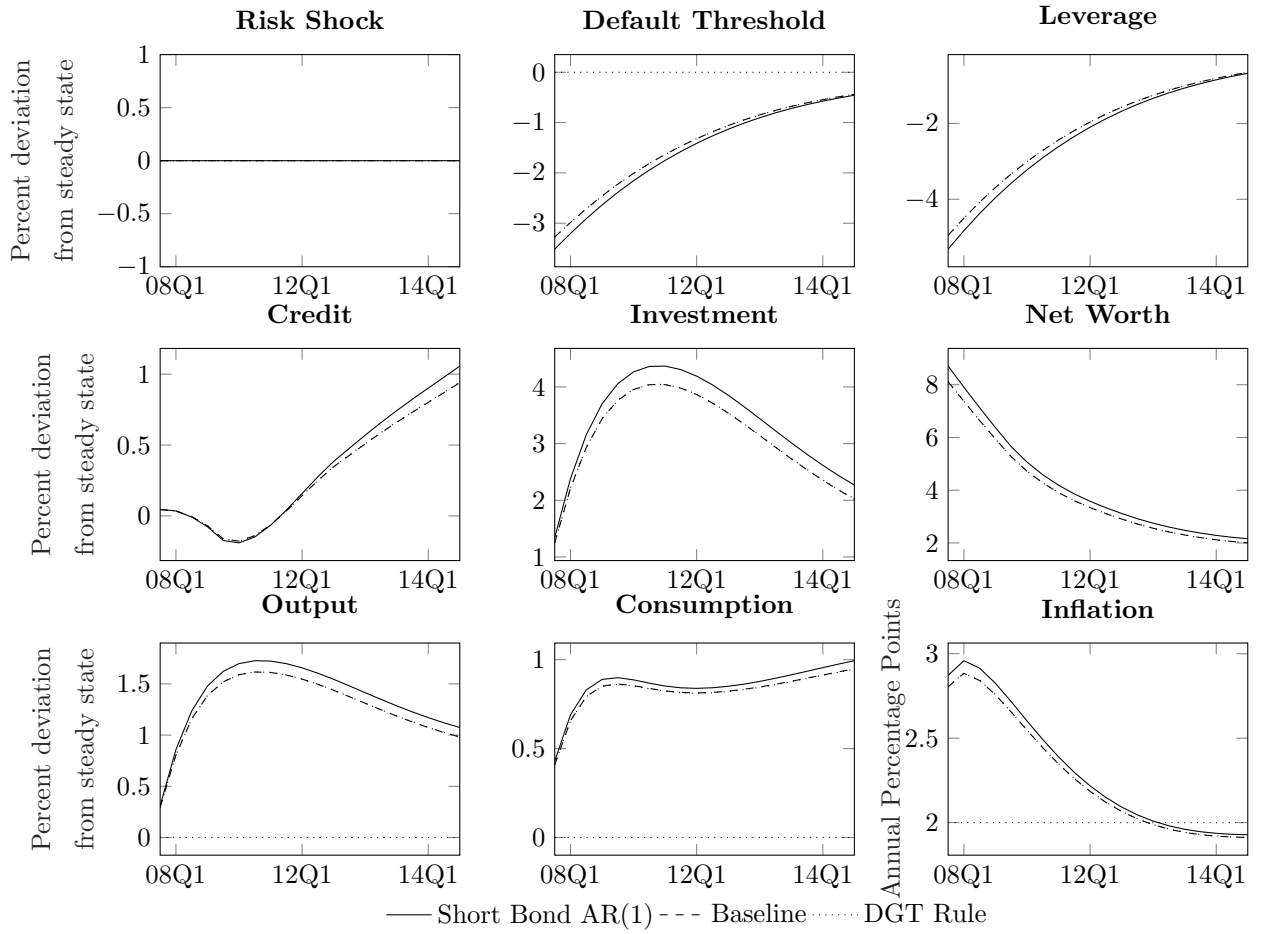 Risk Shock
Default Threshold
Leverage
Percent deviation
from steady state
1
0.5
0
−0.5
−1
08Q1 12Q1 14Q1
0
−1
−2
−3
08Q1 12Q1 14Q1
−2
−4
08Q1 12Q1 14Q1
Credit
Investment
Net Worth
Percent deviation
from steady state
1
0.5
0
08Q1 12Q1 14Q1
4
3
2
1
08Q1 12Q1 14Q1
8
6
4
2
08Q1 12Q1 14Q1
Output
Consumption
Inflation
Percent deviation
from steady state
1.5
1
0.5
0
08Q1 12Q1 14Q1
1
0.5
0
08Q1 12Q1 14Q1
Annual Percentage Points
3
2.5
2
08Q1 12Q1 14Q1
Short Bond AR(1) Baseline DGT Rule